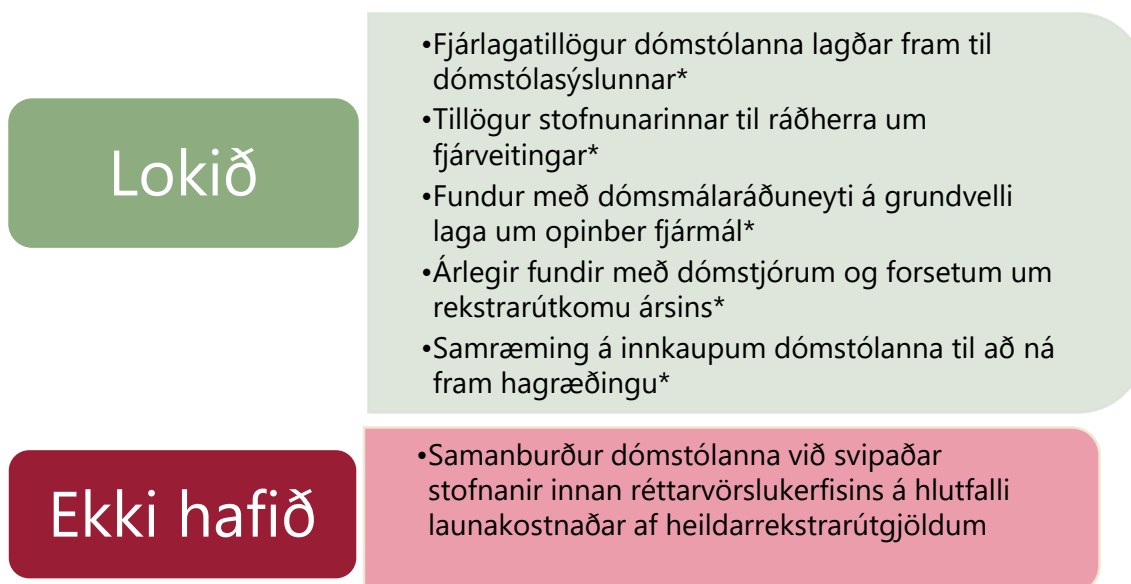 Lokið
•Fjárlagatillögur dómstólanna lagðar fram til
dómstólasýslunnar*
•Tillögur stofnunarinnar til ráðherra um
fjárveitingar*
•Fundur með dómsmálaráðuneyti á grundvelli
laga um opinber fjármál*
•Árlegir fundir með dómstjórum og forsetum um
rekstrarútkomu ársins*
•Samræming á innkaupum dómstólanna til að ná
fram hagræðingu*
Ekki hafið
•Samanburður dómstólanna við svipaðar
stofnanir innan réttarvörslukerfisins á hlutfalli
launakostnaðar af heildarrekstrarútgjöldum